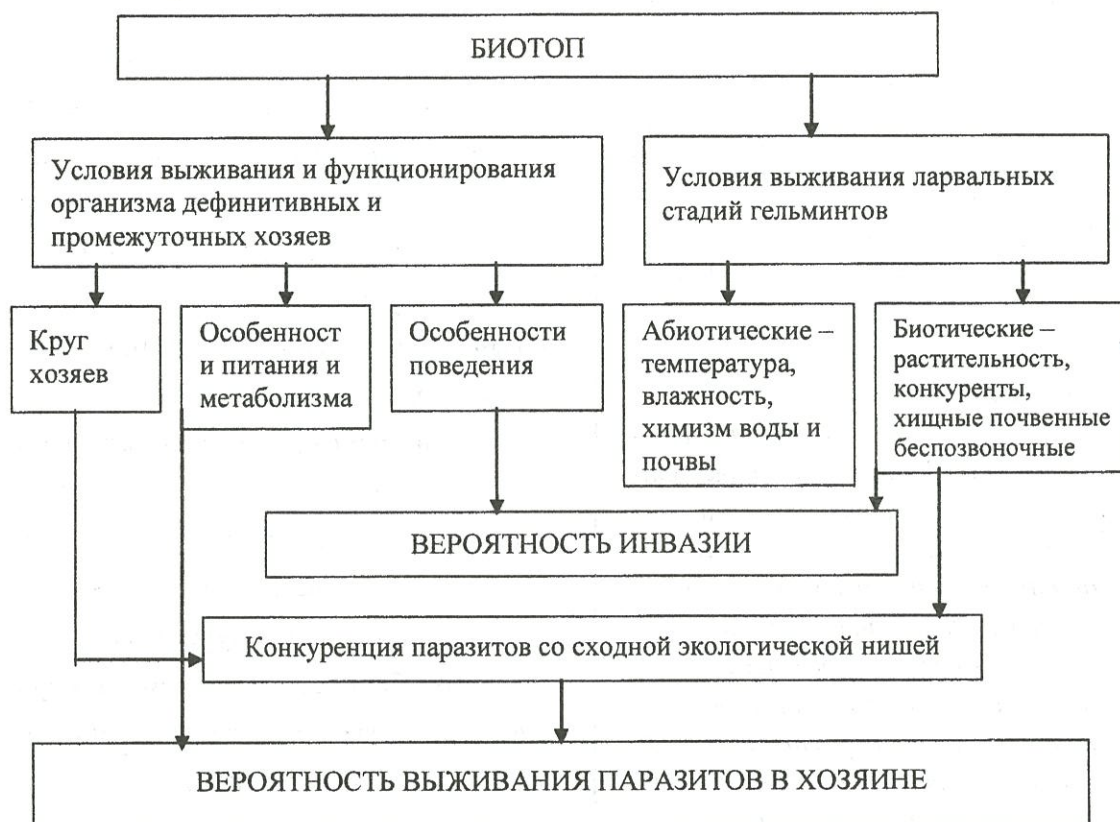 БИОТОП
Условия выживания и функционирования
организма дефинитивных и
промежуточных хозяев
Условия выживания ларвальных
стадий гельминтов
Круг
хозяев
Особенност
и питания и
метаболизма
Особенности
поведения
Абиотические –
температура,
влажность,
химизм воды и
почвы
Биотические –
растительность,
конкуренты,
хищные почвенные
беспозвоночные
ВЕРОЯТНОСТЬ ИНВАЗИИ
Конкуренция паразитов со сходной экологической нишей
ВЕРОЯТНОСТЬ ВЫЖИВАНИЯ ПАРАЗИТОВ В ХОЗЯИНЕ